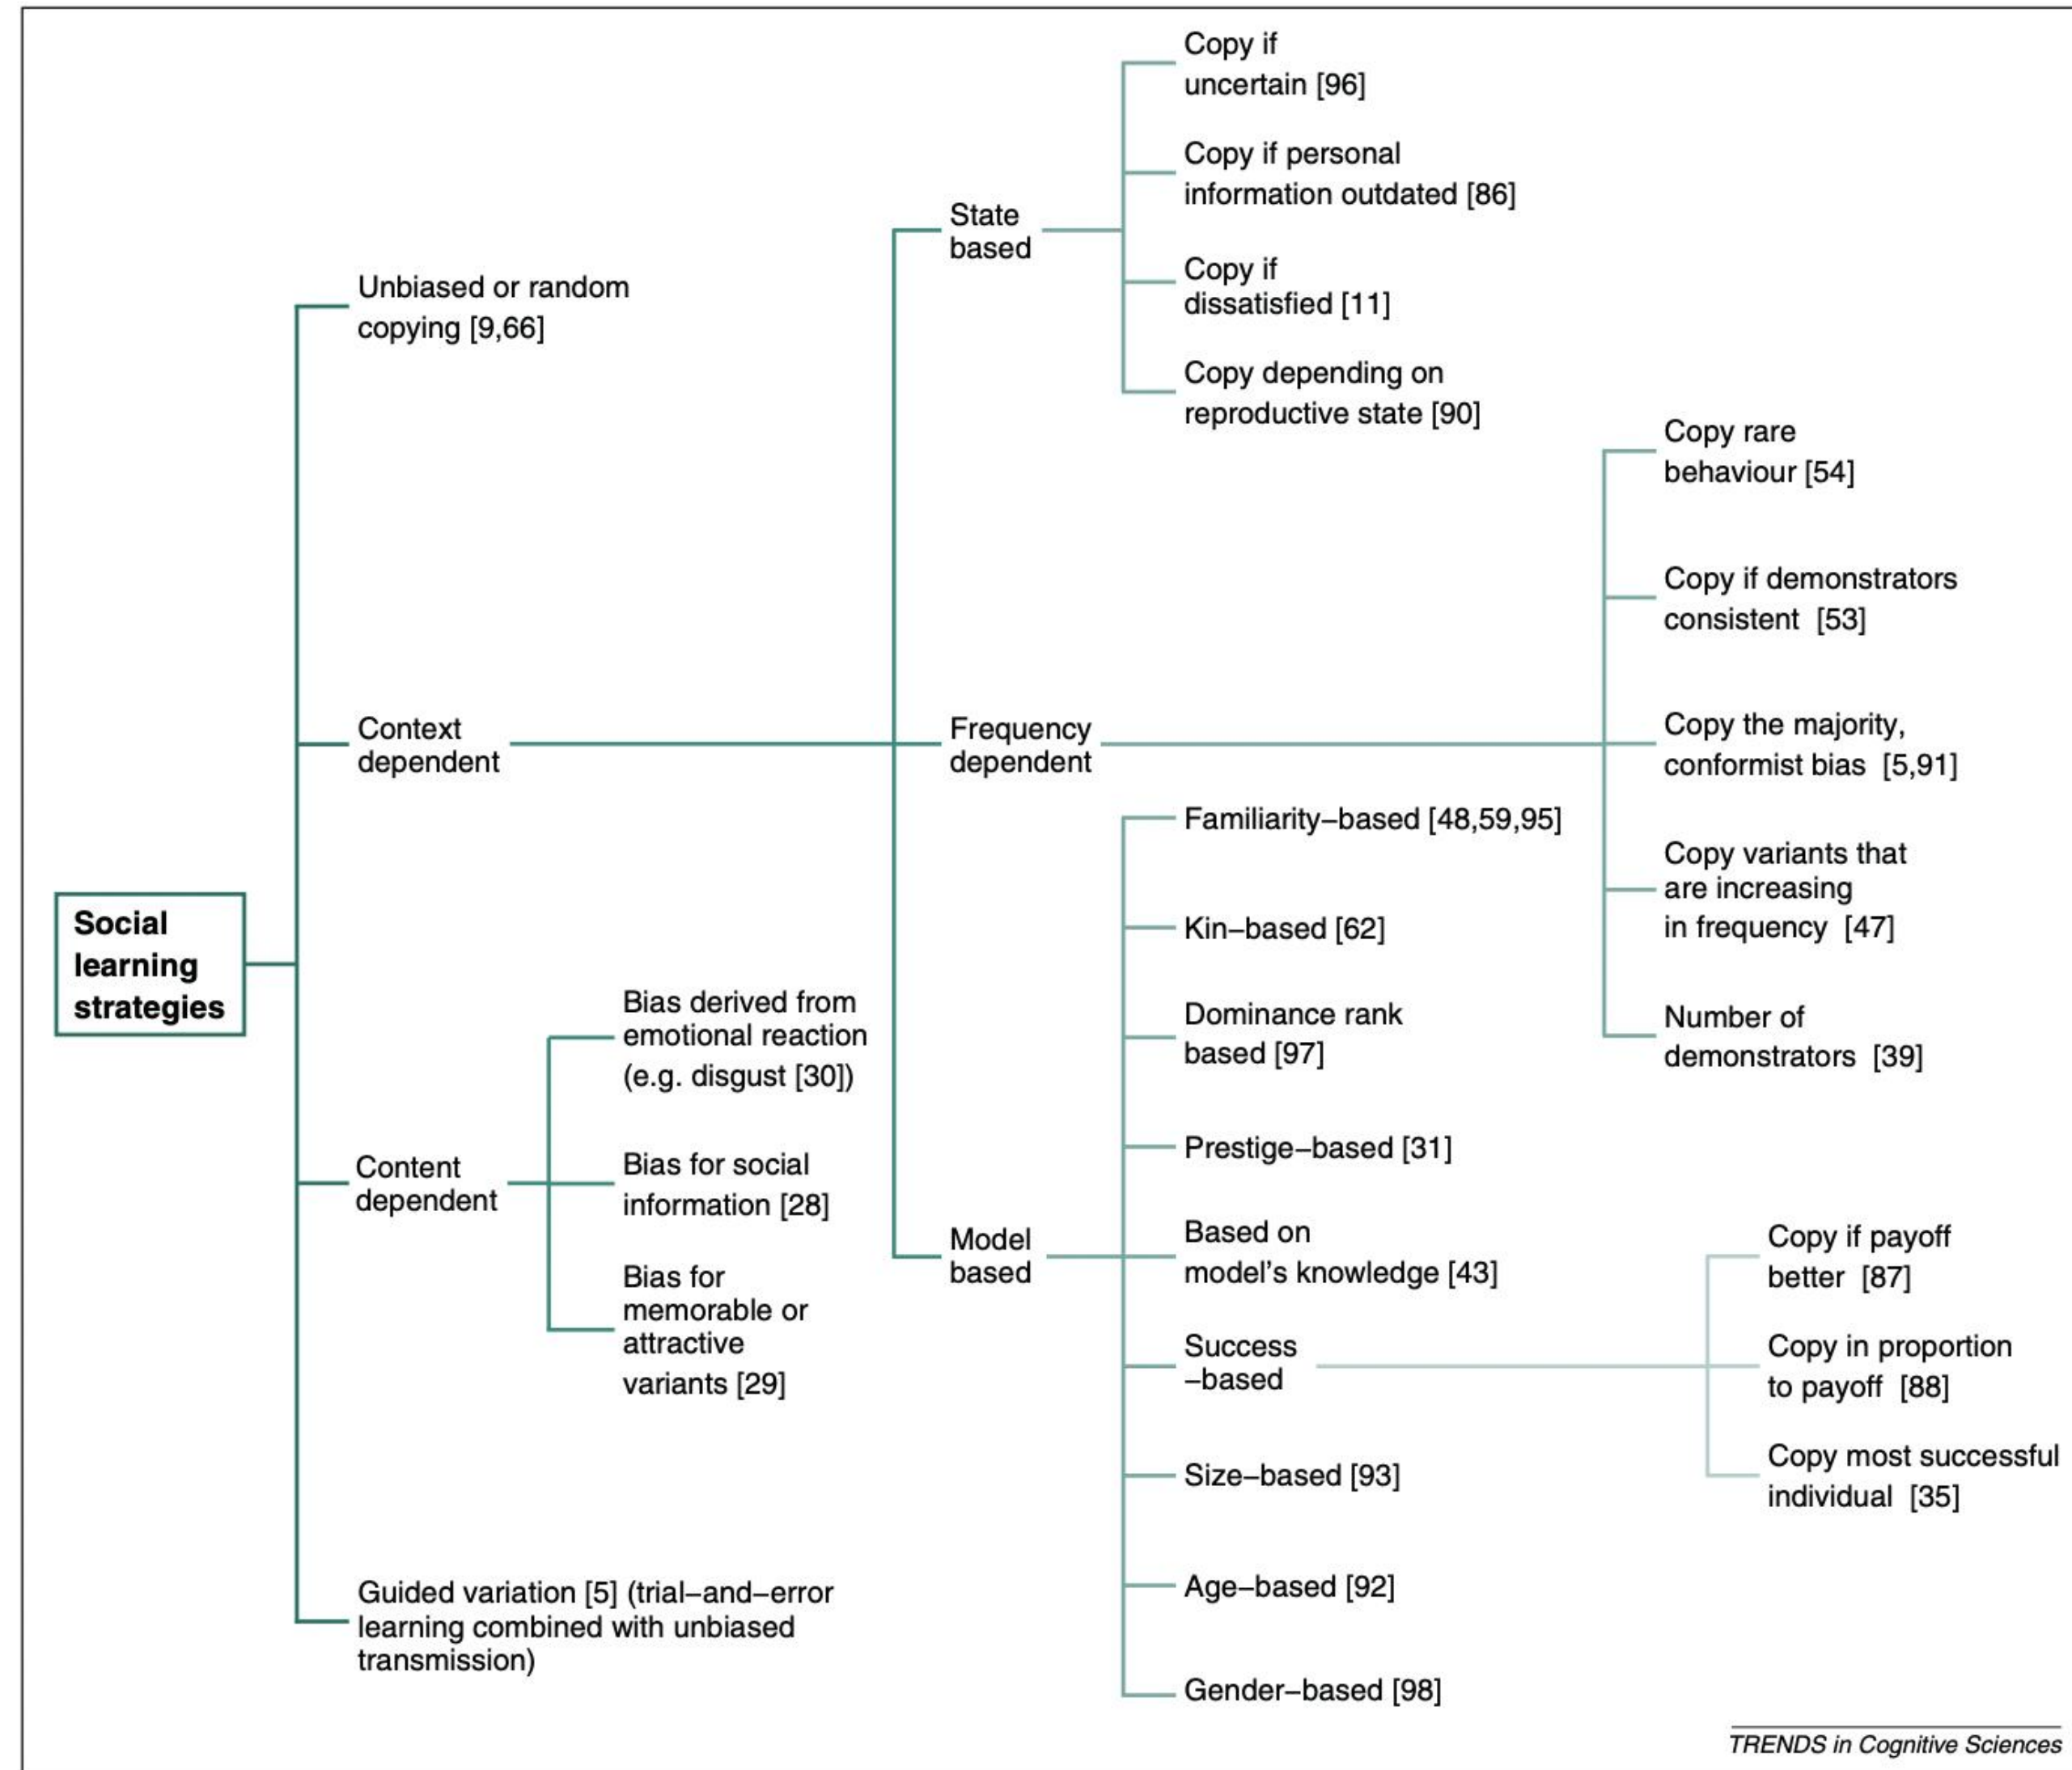 Social
learning
strategies
Unbiased or random
copying [9,66]
Context
dependent
State
based
Copy if
uncertain [96]
Copy if personal
information outdated [86]
Copy if
dissatisfied [11]
Copy depending on
reproductive state [90]
Frequency
dependent
Copy rare
behaviour [54]
Copy if demonstrators
consistent [53]
Copy the majority,
conformist bias [5,91]
Copy variants that
are increasing
in frequency [47]
Number of
demonstrators [39]
Model
based
Familiarity–based [48,59,95]
Kin–based [62]
Dominance rank
based [97]
Prestige–based [31]
Based on
model’s knowledge [43]
Success
–based
Copy if payoff
better [87]
Copy in proportion
to payoff [88]
Copy most successful
individual [35]
Size–based [93]
Age–based [92]
Gender–based [98]
Content
dependent
Bias derived from
emotional reaction
(e.g. disgust [30])
Bias for social
information [28]
Bias for
memorable or
attractive
variants [29]
Guided variation [5] (trial–and–error
learning combined with unbiased
transmission)
TRENDS in Cognitive Sciences